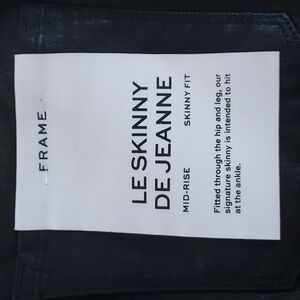 FRAME
LE SKINNY
DE JEANNE
MID-RISE SKINNY FIT
Fitted through the hip and leg, our
signature skinny is intended to hit
at the ankle.